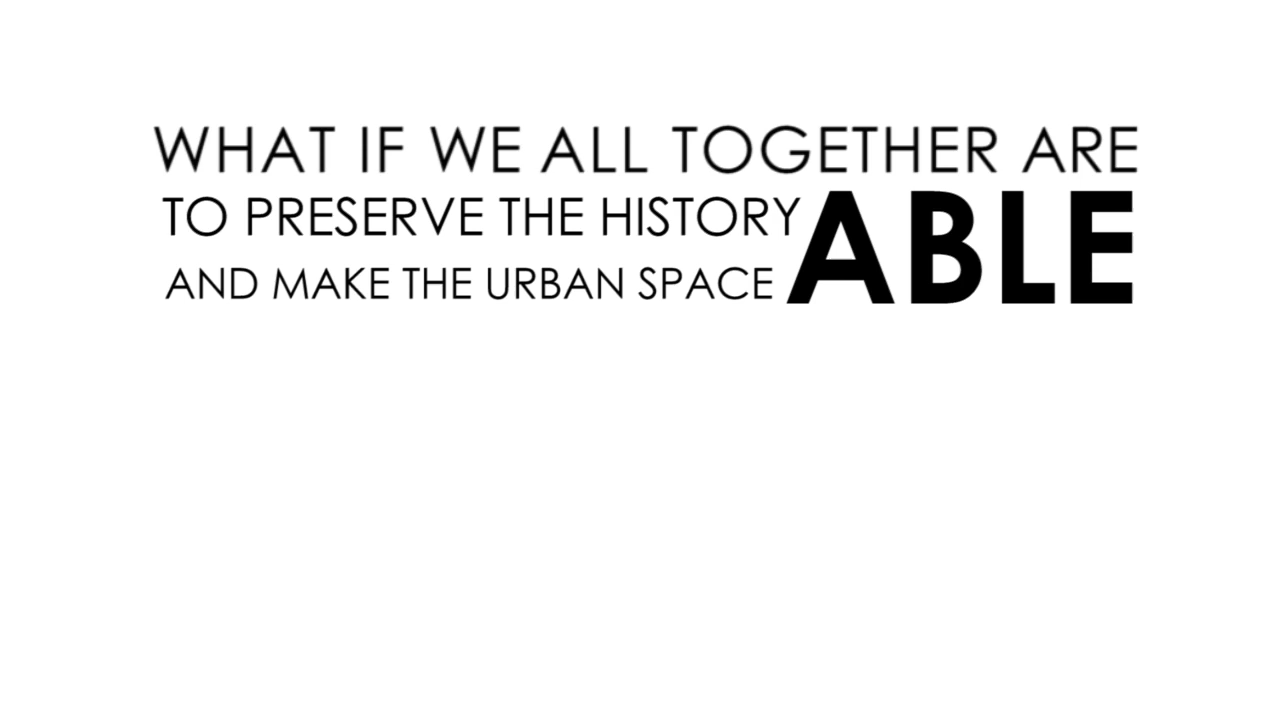 WHAT IF WE ALL TOGETHER ARE
ABLE
TO PRESERVE THE HISTORY
AND MAKE THE URBAN SPACE